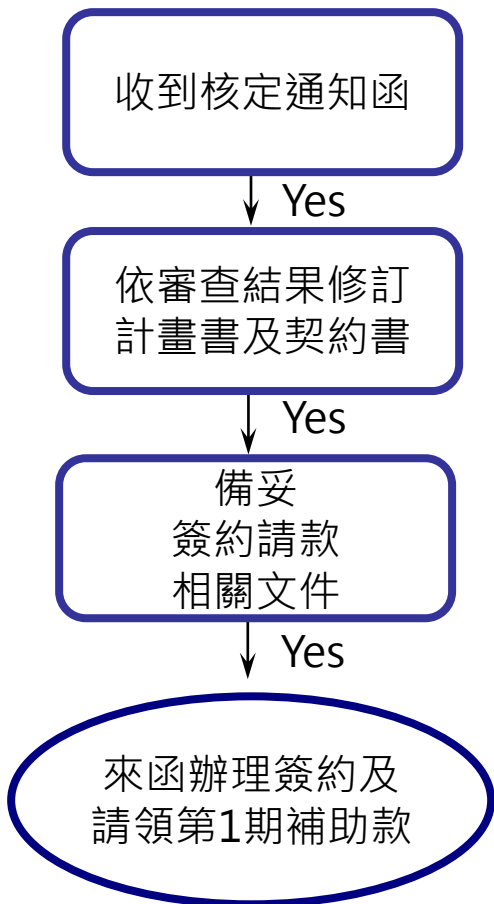 收到核定通知函
Yes
依審查結果修訂
計畫書及契約書
Yes
備妥
簽約請款
相關文件
Yes
來函辦理簽約及
請領第1期補助款